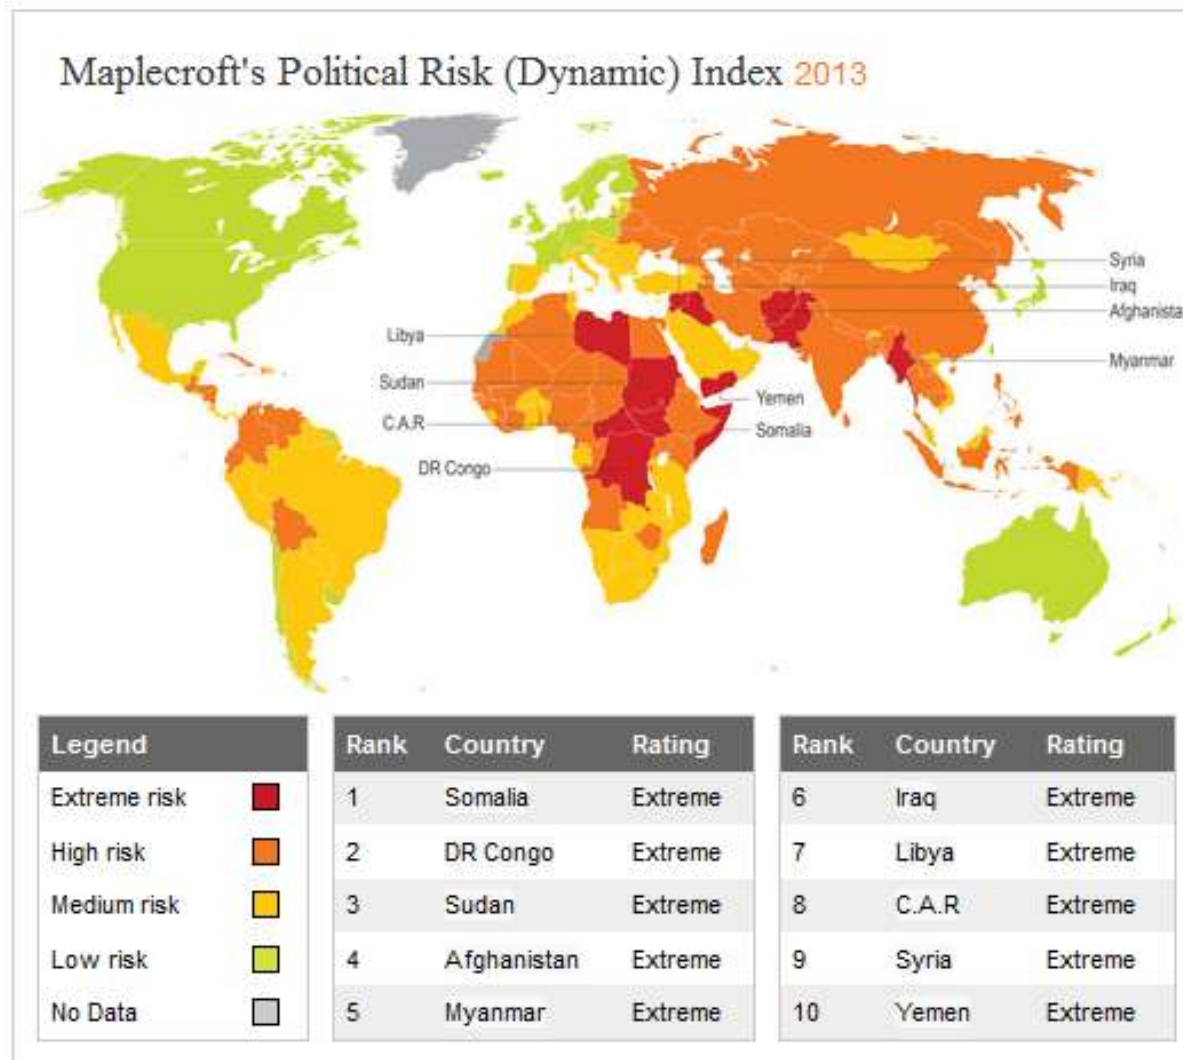 Maplecroft's Political Risk (Dynamic) Index 2013
Syria
Iraq
Afghanista
Myanmar
Libya
Sudan
C.A.R
DR Congo
Yemen
Somalia
Legend
Extreme risk
High risk
Medium risk
Low risk
No Data
Rank Country Rating
1 Somalia Extreme
2 DR Congo Extreme
3 Sudan Extreme
4 Afghanistan Extreme
5 Myanmar Extreme
Rank Country Rating
6 Iraq Extreme
7 Libya Extreme
8 C.A.R Extreme
9 Syria Extreme
10 Yemen Extreme